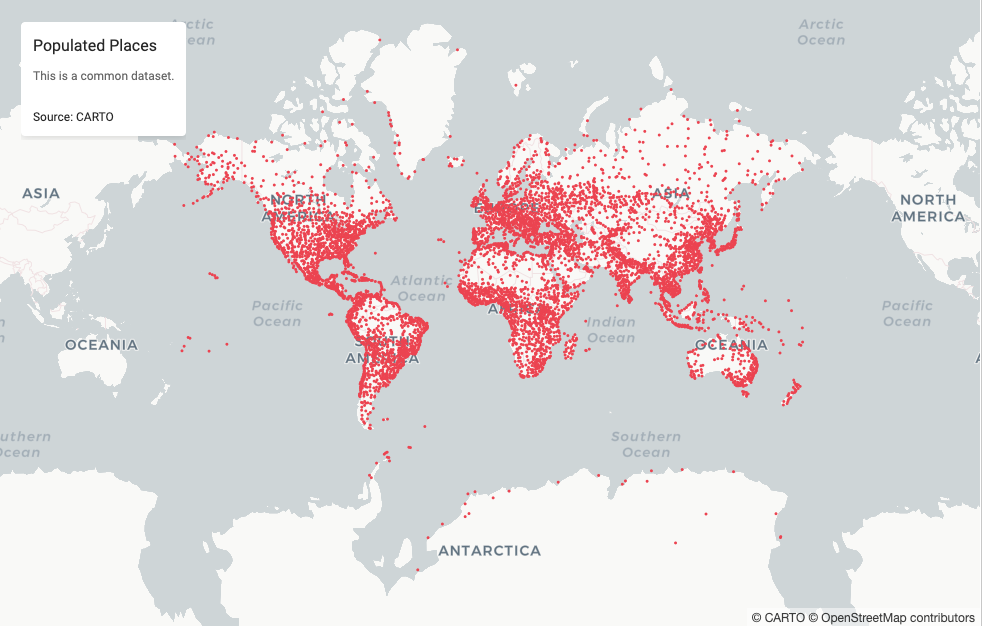 Populated Places
This is a common dataset.
Source: CARTO
Arctic
Ocean
Arctic
Ocean
ASIA
NORTH
AMERICA
EUROPE
ASIA
NORTH
AMERICA
Atlantic
Ocean
Pacific
Ocean
AFRICA
Indian
Ocean
Pacific
Ocean
OCEANIA
SOUTH
AMERICA
OCEANIA
A
n
uthern
Ocean
Southern
Ocean
ANTARCTICA
© CARTO © OpenStreetMap contributors